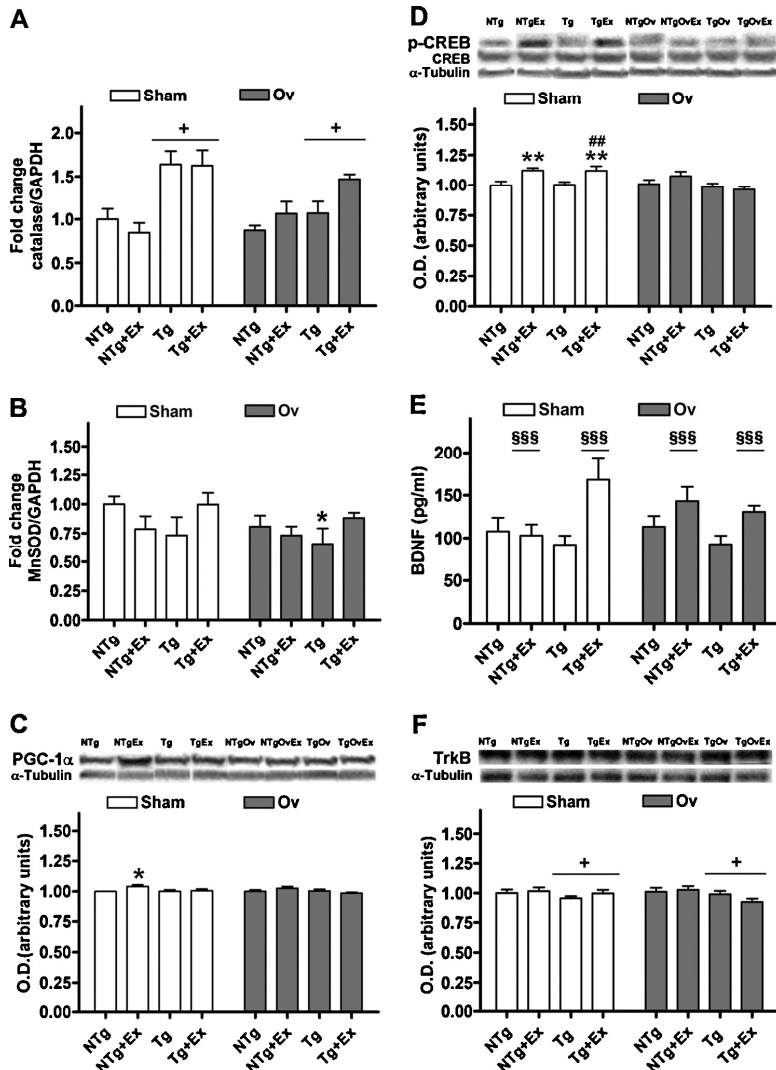 A
Sham Ov
Fold change
catalase/GAPDH
2.0
1.5
1.0
0.5
0.0
+
+
NTg
NTg+Ex
Tg
Tg+Ex
NTg
NTg+Ex
Tg
Tg+Ex
B
Sham Ov
Fold change
MnSOD/GAPDH
1.50
1.25
1.00
0.75
0.50
0.25
0.00
*
NTg
NTg+Ex
Tg
Tg+Ex
NTg
NTg+Ex
Tg
Tg+Ex
C
NTg NTgEx Tg TgEx NTgOv NTgOvEx TgOv TgOvEx
PGC-1α
α-Tubulin
Sham Ov
O.D.(arbitrary units)
1.50
1.25
1.00
0.75
0.50
0.25
0.00
*
NTg
NTg+Ex
Tg
Tg+Ex
NTg
NTg+Ex
Tg
Tg+Ex
D
NTg NTgEx Tg TgEx NTgOv NTgOvEx TgOv TgOvEx
p-CREB
CREB
α-Tubulin
Sham Ov
O.D. (arbitrary units)
1.50
1.25
1.00
0.75
0.50
0.25
0.00
**
##
**
NTg
NTg+Ex
Tg
Tg+Ex
NTg
NTg+Ex
Tg
Tg+Ex
E
Sham Ov
BDNF (pg/ml)
200
150
100
50
0
§§§ §§§ §§§ §§§
NTg
NTg+Ex
Tg
Tg+Ex
NTg
NTg+Ex
Tg
Tg+Ex
F
NTg NTgEx Tg TgEx NTgOv NTgOvEx TgOv TgOvEx
TrkB
α-Tubulin
Sham Ov
O.D. (arbitrary units)
1.50
1.25
1.00
0.75
0.50
0.25
0.00
+
+
NTg
NTg+Ex
Tg
Tg+Ex
NTg
NTg+Ex
Tg
Tg+Ex